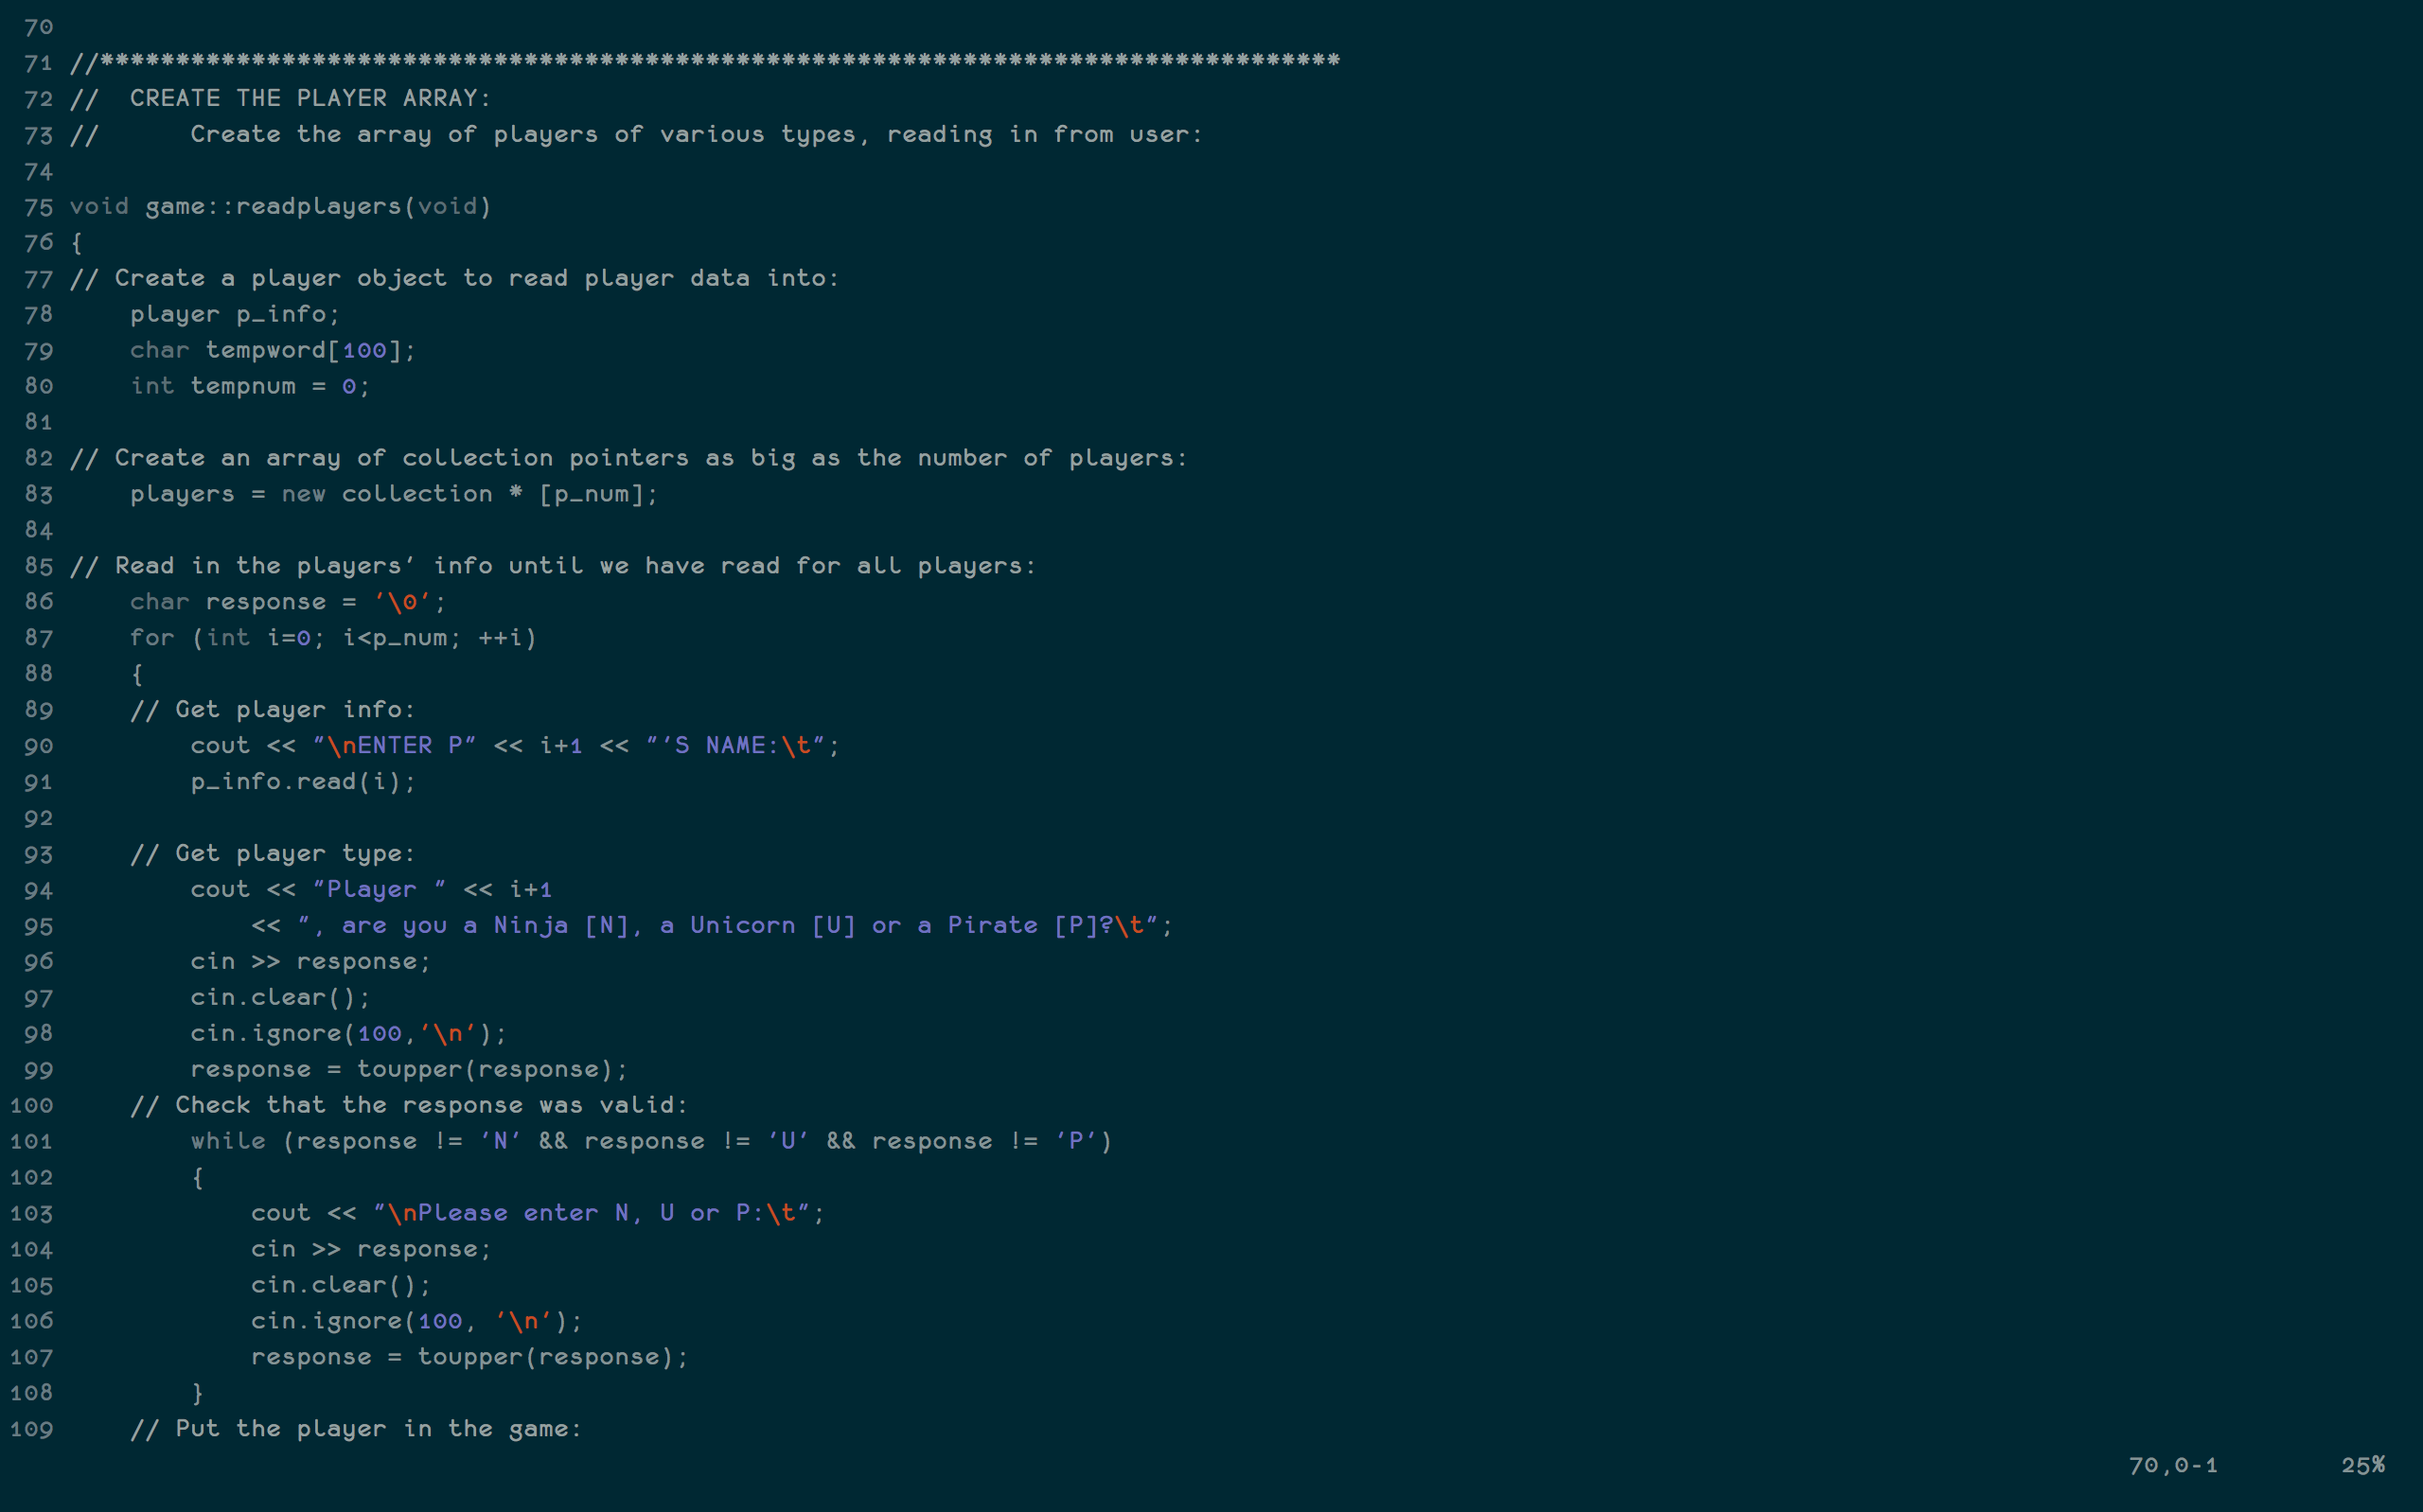 70
71 //**********************************************************************************
72 //  CREATE THE PLAYER ARRAY:
73 //      Create the array of players of various types, reading in from user:
74
75 void game::readplayers(void)
76 {
77 // Create a player object to read player data into:
78     player p_info;
79     char tempword[100];
80     int tempnum = 0;
81
82 // Create an array of collection pointers as big as the number of players:
83     players = new collection * [p_num];
84
85 // Read in the players' info until we have read for all players:
86     char response = '\0';
87     for (int i=0; i<p_num; ++i)
88     {
89     // Get player info:
90         cout << "\nENTER P" << i+1 << "'S NAME:\t";
91         p_info.read(i);
92
93     // Get player type:
94         cout << "Player " << i+1
95             << ", are you a Ninja [N], a Unicorn [U] or a Pirate [P]?\t";
96         cin >> response;
97         cin.clear();
98         cin.ignore(100,'\n');
99         response = toupper(response);
100     // Check that the response was valid:
101         while (response != 'N' && response != 'U' && response != 'P')
102         {
103             cout << "\nPlease enter N, U or P:\t";
104             cin >> response;
105             cin.clear();
106             cin.ignore(100, '\n');
107             response = toupper(response);
108         }
109     // Put the player in the game:
70,0-1 25%